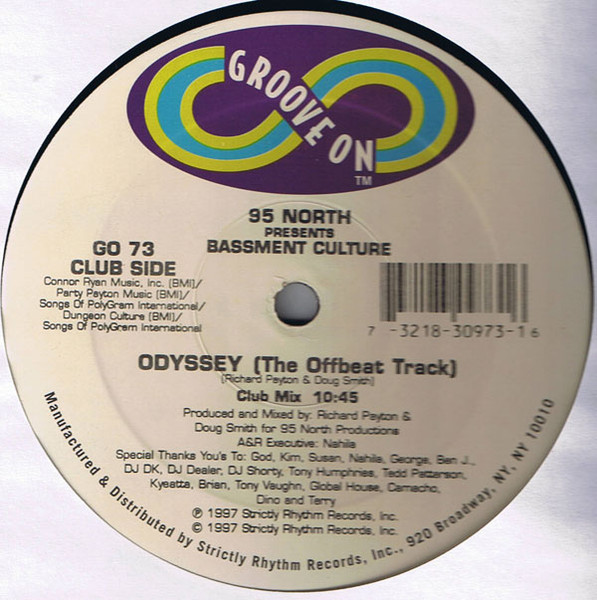 GROOVE ON
TM
95 NORTH
PRESENTS
BASSMENT CULTURE
GO 73
CLUB SIDE
Connor Ryan Music, Inc. (BMI)/
Party Payton Music (BMI)/
Songs Of PolyGram International/
Dungeon Culture (BMI)/
Songs Of PolyGram International
7 -3218-30973-1 6
ODYSSEY (The Offbeat Track)
(Richard Payton & Doug Smith)
Club Mix 10:45
Produced and Mixed by: Richard Payton &
Doug Smith for 95 North Productions
A&R Executive: Nahila
Special Thanks You's To: God, Kim, Susan, Nahila, George, Ben J.,
DJ DK, DJ Dealer, DJ Shorty, Tony Humphries, Tedd Patterson,
Kyeatta, Brian, Tony Vaughn, Global House, Camacho,
Dino and Terry
℗ 1997 Strictly Rhythm Records, Inc.
© 1997 Strictly Rhythm Records, Inc.
Manufactured & Distributed by Strictly Rhythm Records, Inc., 920 Broadway, NY, NY 10010